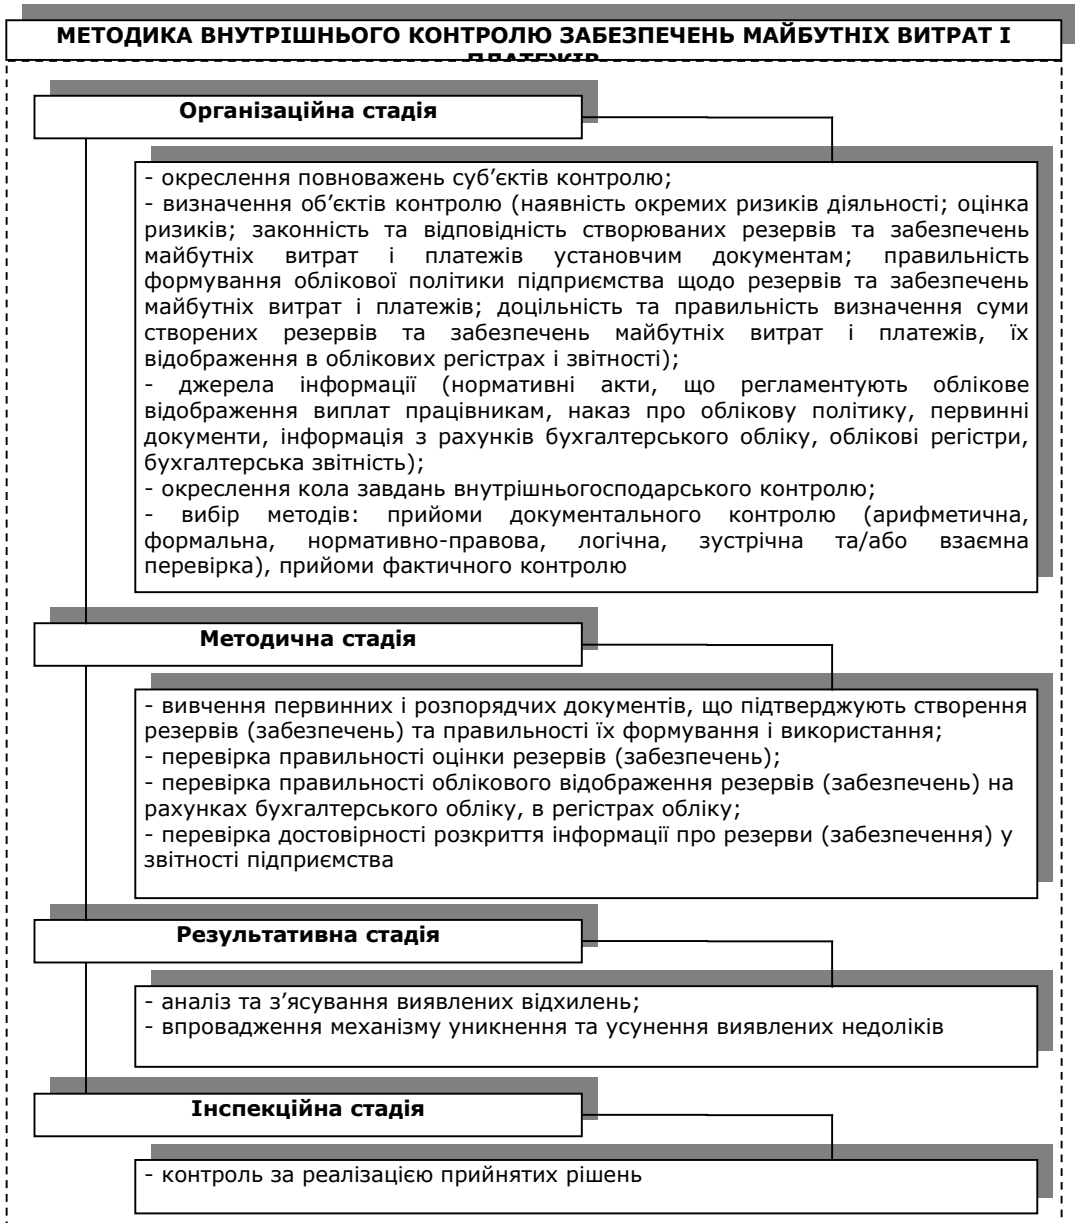 МЕТОДИКА ВНУТРІШНЬОГО КОНТРОЛЮ ЗАБЕЗПЕЧЕНЬ МАЙБУТНІХ ВИТРАТ І
ПЛАТЕЖІВ
Організаційна стадія
- окреслення повноважень суб’єктів контролю;
- визначення об’єктів контролю (наявність окремих ризиків діяльності; оцінка
ризиків; законність та відповідність створюваних резервів та забезпечень
майбутніх витрат і платежів установчим документам; правильність
формування облікової політики підприємства щодо резервів та забезпечень
майбутніх витрат і платежів; доцільність та правильність визначення суми
створених резервів та забезпечень майбутніх витрат і платежів, їх
відображення в облікових регістрах і звітності);
- джерела інформації (нормативні акти, що регламентують облікове
відображення виплат працівникам, наказ про облікову політику, первинні
документи, інформація з рахунків бухгалтерського обліку, облікові регістри,
бухгалтерська звітність);
- окреслення кола завдань внутрішньогосподарського контролю;
- вибір методів: прийоми документального контролю (арифметична,
формальна, нормативно-правова, логічна, зустрічна та/або взаємна
перевірка), прийоми фактичного контролю
Методична стадія
- вивчення первинних і розпорядчих документів, що підтверджують створення
резервів (забезпечень) та правильності їх формування і використання;
- перевірка правильності оцінки резервів (забезпечень);
- перевірка правильності облікового відображення резервів (забезпечень) на
рахунках бухгалтерського обліку, в регістрах обліку;
- перевірка достовірності розкриття інформації про резерви (забезпечення) у
звітності підприємства
Результативна стадія
- аналіз та з’ясування виявлених відхилень;
- впровадження механізму уникнення та усунення виявлених недоліків
Інспекційна стадія
- контроль за реалізацією прийнятих рішень